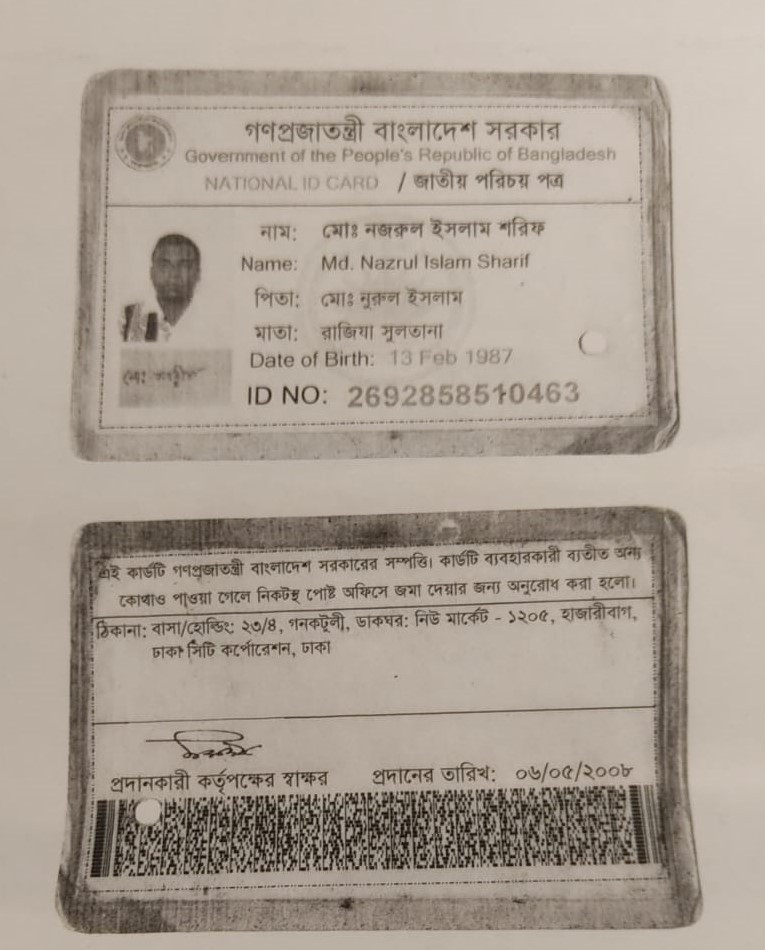 গণপ্রজাতন্ত্রী বাংলাদেশ সরকার
Government of the People's Republic of Bangladesh
NATIONAL ID CARD / জাতীয় পরিচয় পত্র
নাম: মোঃ নজরুল ইসলাম শরিফ
Name: Md. Nazrul Islam Sharif
পিতা: মোঃ নুরুল ইসলাম
মাতা: রাজিয়া সুলতানা
Date of Birth: 13 Feb 1987
ID NO: 2692858510463
এই কার্ডটি গণপ্রজাতন্ত্রী বাংলাদেশ সরকারের সম্পত্তি। কার্ডটি ব্যবহারকারী ব্যতীত অন্য
কোথাও পাওয়া গেলে নিকটস্থ পোষ্ট অফিসে জমা দেয়ার জন্য অনুরোধ করা হলো।
ঠিকানা: বাসা/হোল্ডিং: ২৩/৪, গনকটুলী, ডাকঘর: নিউ মার্কেট - ১২০৫, হাজারীবাগ,
ঢাকা সিটি কর্পোরেশন, ঢাকা
প্রদানকারী কর্তৃপক্ষের স্বাক্ষর প্রদানের তারিখ: ০৬/০৫/২০০৮